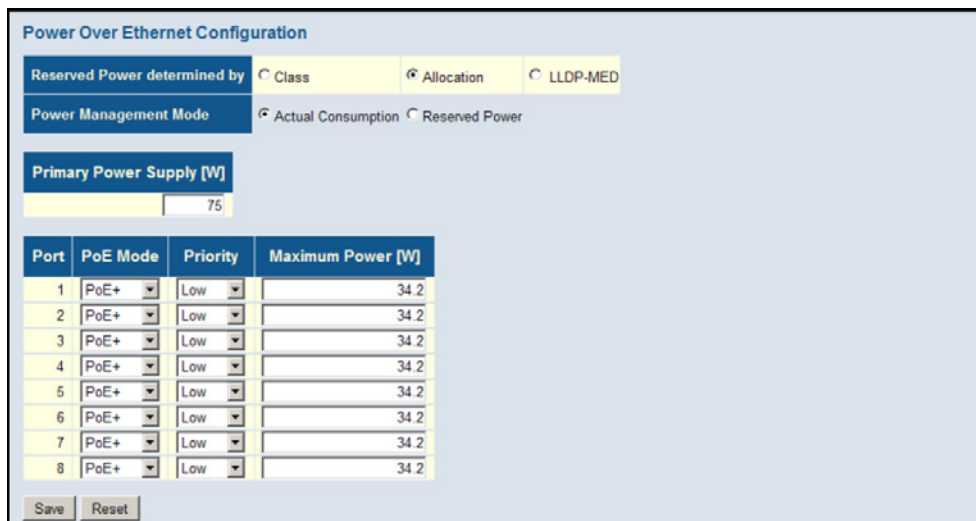 Power Over Ethernet Configuration
Reserved Power determined by Class Allocation LLDP-MED
Power Management Mode Actual Consumption Reserved Power
Primary Power Supply [W]
75
Port PoE Mode Priority Maximum Power [W]
1 PoE+ Low 34.2
2 PoE+ Low 34.2
3 PoE+ Low 34.2
4 PoE+ Low 34.2
5 PoE+ Low 34.2
6 PoE+ Low 34.2
7 PoE+ Low 34.2
8 PoE+ Low 34.2
Save Reset